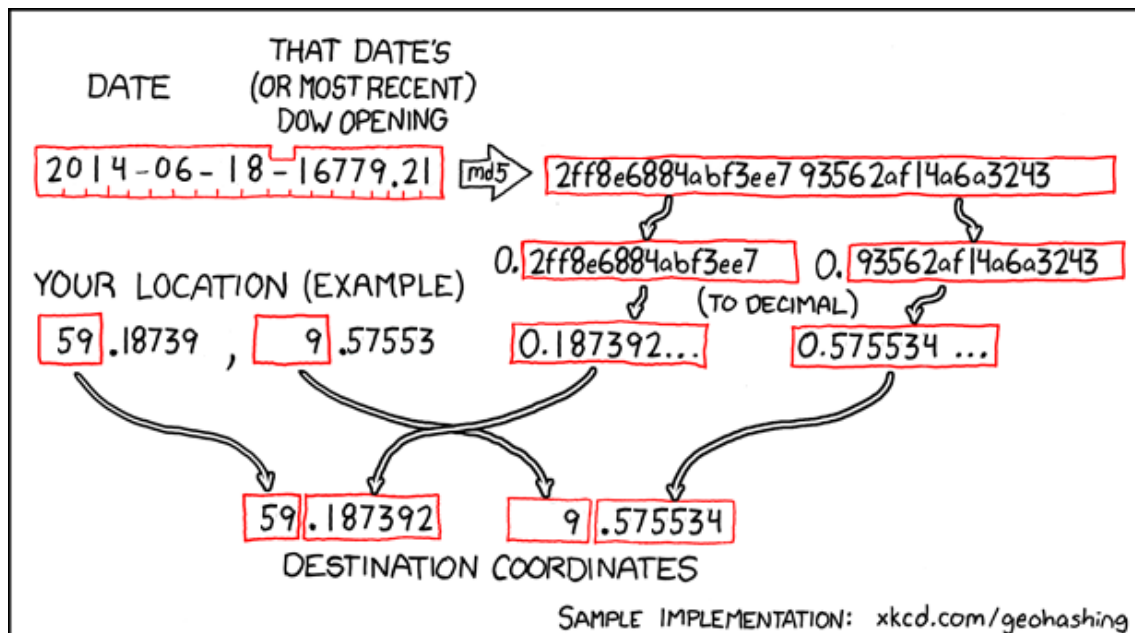 DATE
THAT DATE'S
(OR MOST RECENT)
DOW OPENING
2014-06-18-16779.21
md5
2ff8e6884abf3ee793562af14a6a3243
0.2ff8e6884abf3ee7
0.93562af14a6a3243
YOUR LOCATION (EXAMPLE)
(TO DECIMAL)
59.18739, 9.57553
0.187392...
0.575534...
59.187392
9.575534
DESTINATION COORDINATES
SAMPLE IMPLEMENTATION: xkcd.com/geohashing